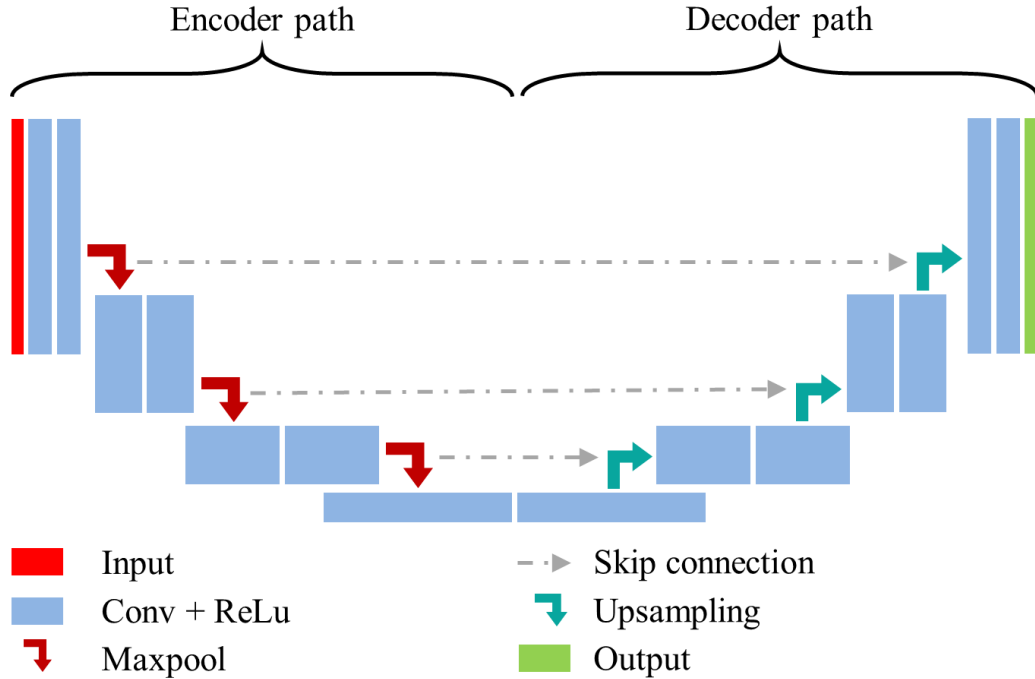 Encoder path
Decoder path
Input
Skip connection
Conv + ReLu
Upsampling
Maxpool
Output